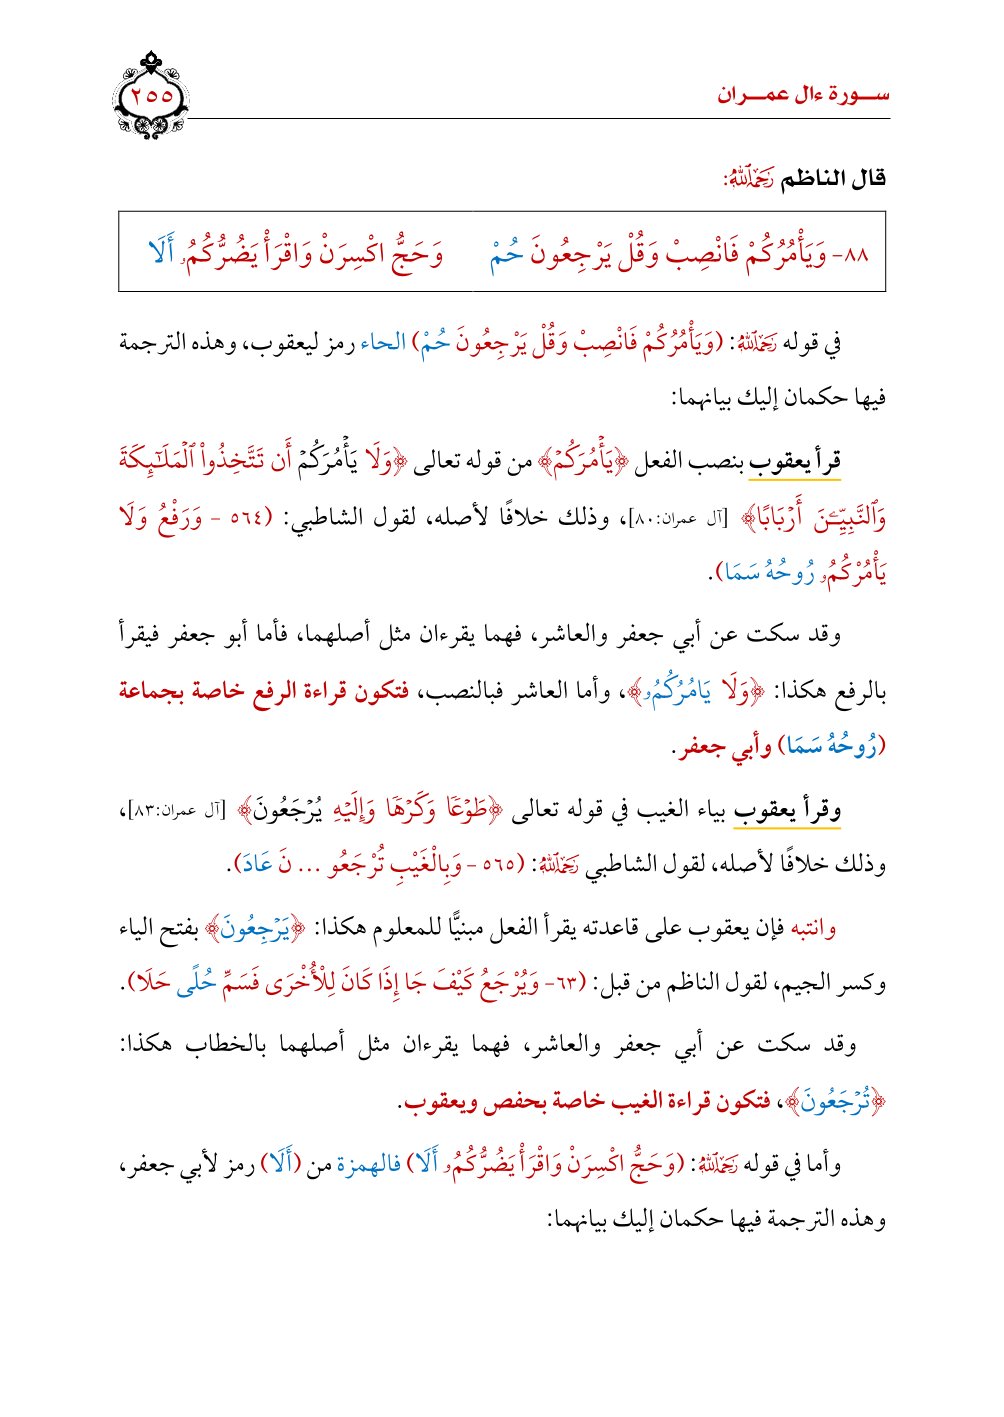 سـورة ءال عمـران
٢٥٥
قال الناظم رَحِمَهُ ٱللَّهُ:
٨٨- وَيَأْمُرُكُمْ فَانْصِبْ وَقُلْ يَرْجِعُونَ حُمْ وَحَجُّ اكْسِرَنْ وَاقْرَأْ يَضُرُّكُمُۥ أَلَا
في قوله رَحِمَهُ ٱللَّهُ: (وَيَأْمُرُكُمْ فَانْصِبْ وَقُلْ يَرْجِعُونَ حُمْ) الحاء رمز ليعقوب، وهذه الترجمة
فيها حكمان إليك بيانهما:
قرأ يعقوب بنصب الفعل ﴿يَأْمُرَكُمْ﴾ من قوله تعالى ﴿وَلَا يَأْمُرَكُمْ أَن تَتَّخِذُواْ ٱلْمَلَٰٓئِكَةَ
وَٱلنَّبِيِّـۧنَ أَرْبَابًا﴾ [آل عمران:٨٠]، وذلك خلافًا لأصله، لقول الشاطبي: (٥٦٤ - وَرَفْعُ وَلَا
يَأْمُرْكُمُۥ رُوحُهُ سَمَا).
وقد سكت عن أبي جعفر والعاشر، فهما يقرءان مثل أصلهما، فأما أبو جعفر فيقرأ
بالرفع هكذا: ﴿وَلَا يَامُرُكُمُۥ﴾، وأما العاشر فبالنصب، فتكون قراءة الرفع خاصة بجماعة
(رُوحُهُ سَمَا) وأبي جعفر.
وقرأ يعقوب بياء الغيب في قوله تعالى ﴿طَوْعًا وَكَرْهًا وَإِلَيْهِ يُرْجَعُونَ﴾ [آل عمران:٨٣]،
وذلك خلافًا لأصله، لقول الشاطبي رَحِمَهُ ٱللَّهُ: (٥٦٥ - وَبِالْغَيْبِ تُرْجَعُو ... نَ عَادَ).
وانتبه فإن يعقوب على قاعدته يقرأ الفعل مبنيًّا للمعلوم هكذا: ﴿يَرْجِعُونَ﴾ بفتح الياء
وكسر الجيم، لقول الناظم من قبل: (٦٣- وَيُرْجَعُ كَيْفَ جَا إِذَا كَانَ لِلْأُخْرَى فَسَمِّ حُلًى حَلَا).
وقد سكت عن أبي جعفر والعاشر، فهما يقرءان مثل أصلهما بالخطاب هكذا:
﴿تُرْجَعُونَ﴾، فتكون قراءة الغيب خاصة بحفص ويعقوب.
وأما في قوله رَحِمَهُ ٱللَّهُ: (وَحَجُّ اكْسِرَنْ وَاقْرَأْ يَضُرُّكُمُۥ أَلَا) فالهمزة من (أَلَا) رمز لأبي جعفر،
وهذه الترجمة فيها حكمان إليك بيانهما: